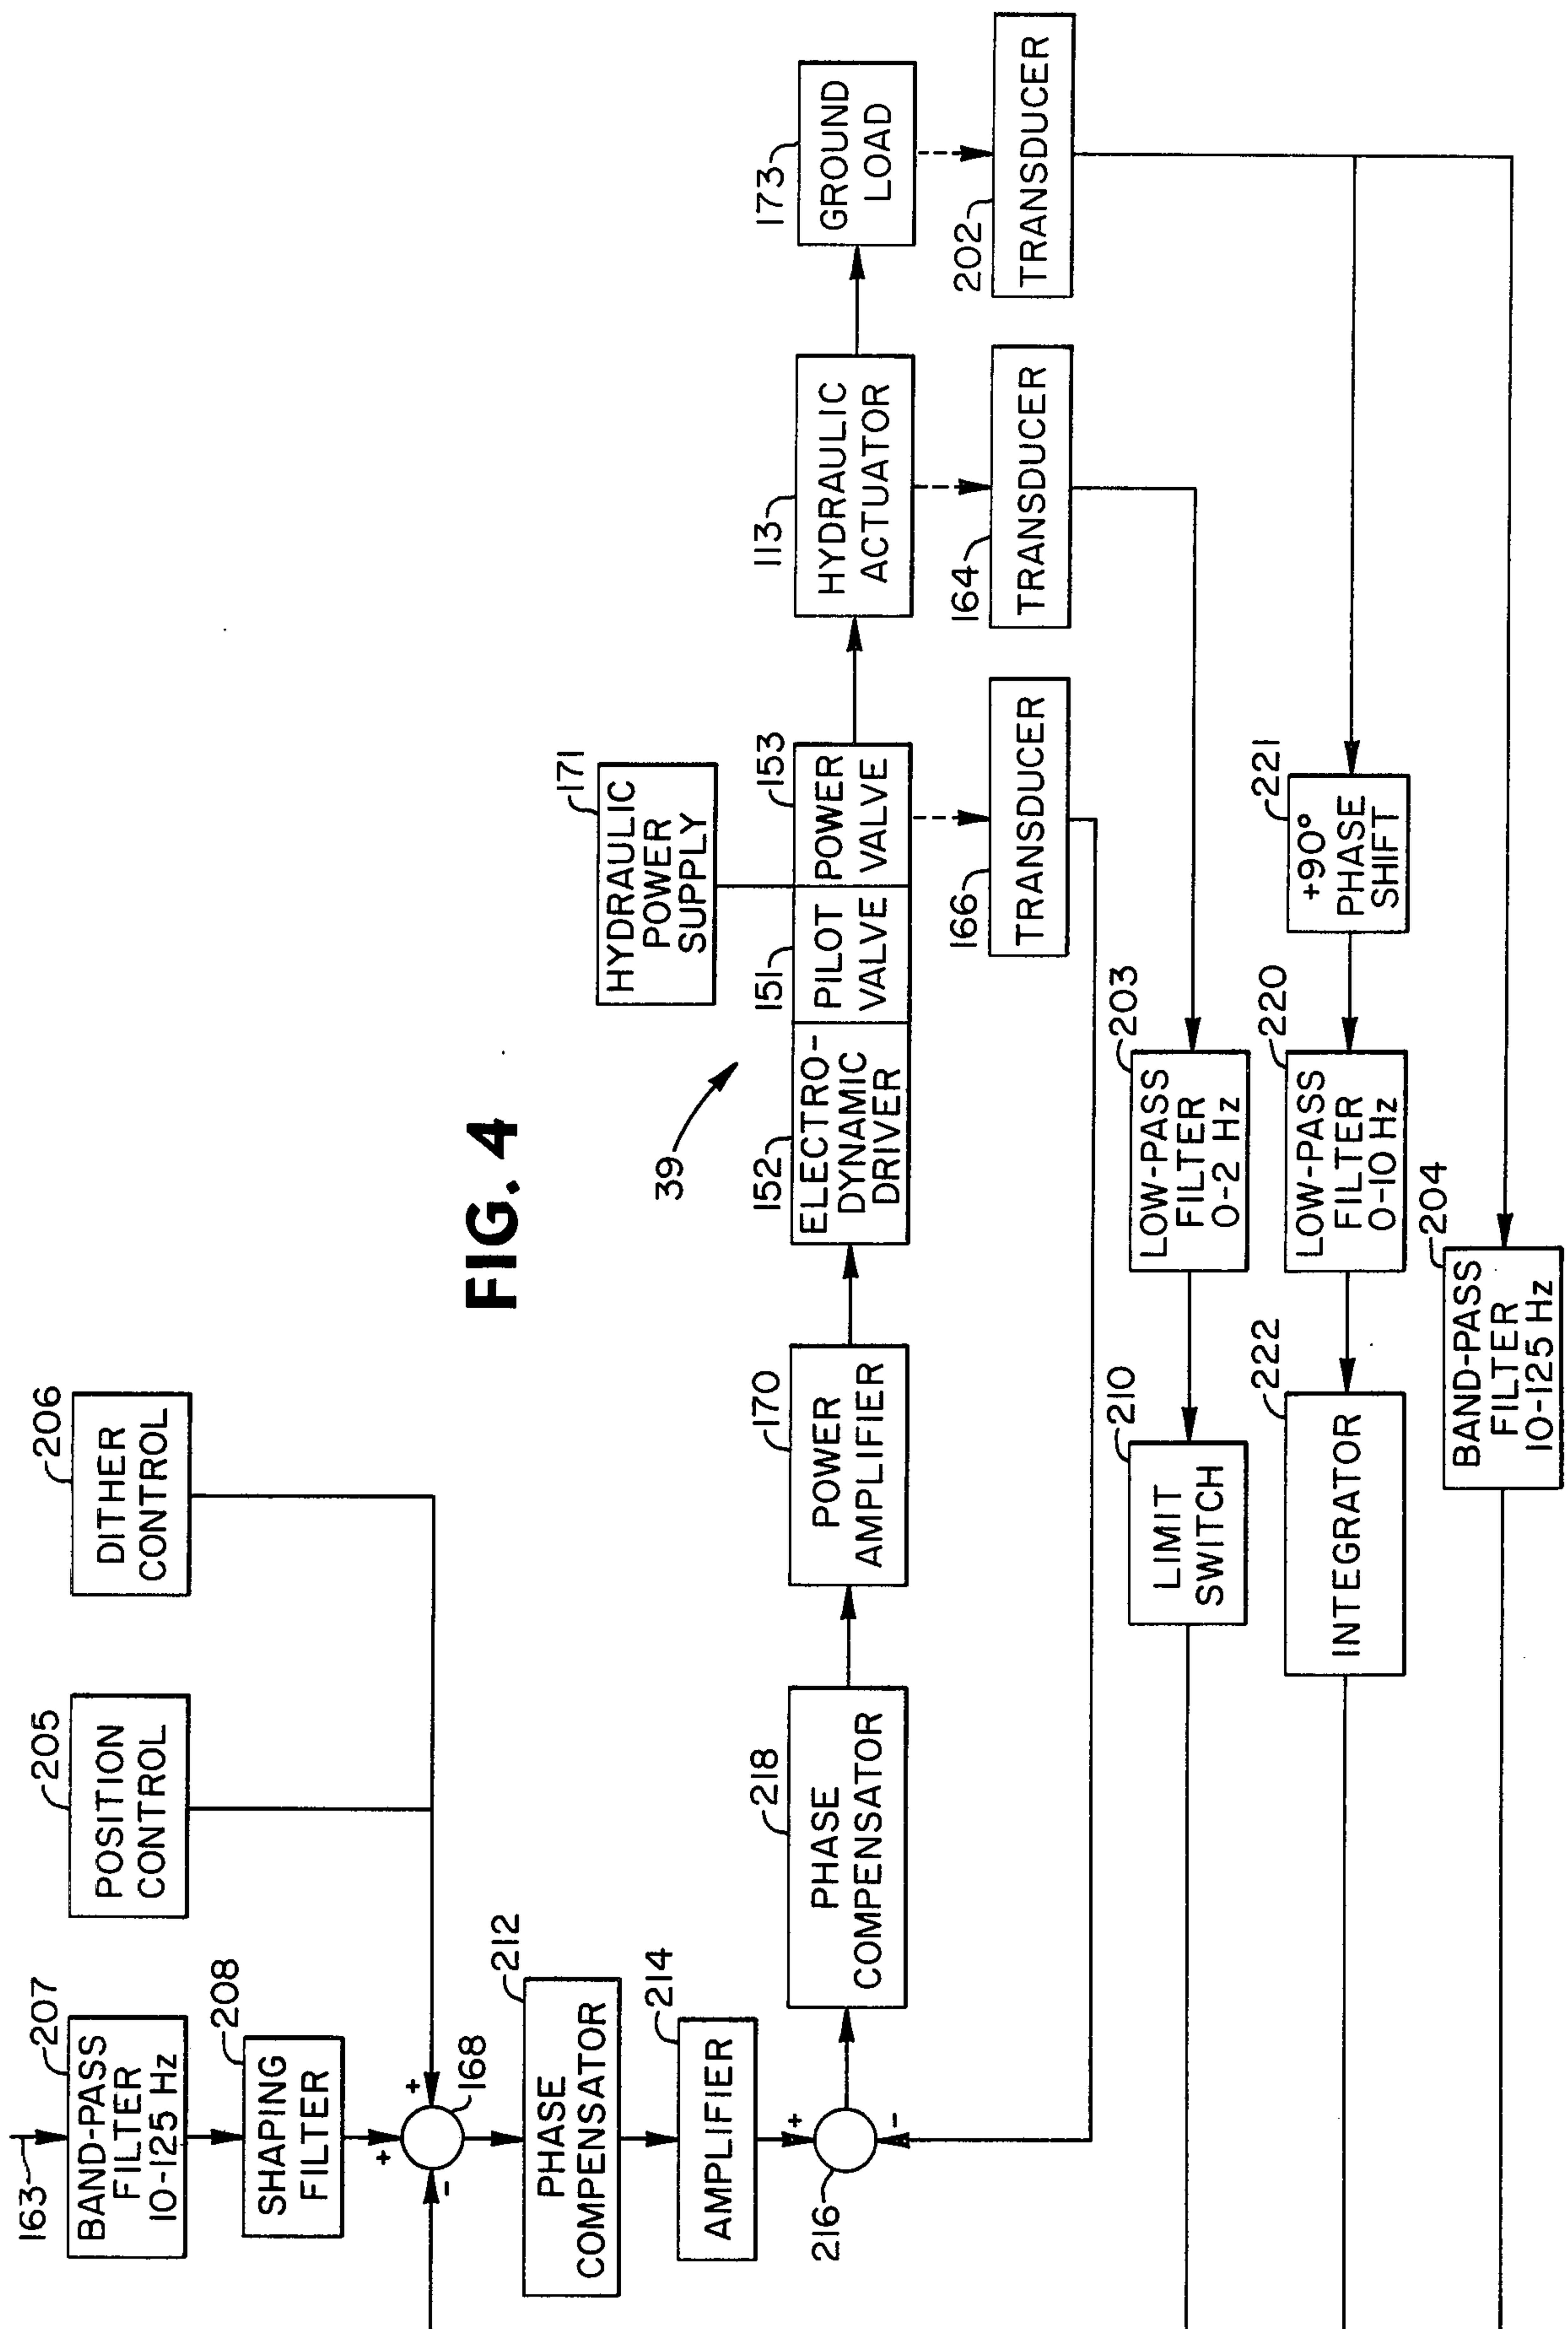 FIG. 4
163
BAND-PASS
FILTER
10-125 Hz
207
SHAPING
FILTER
208
POSITION
CONTROL
205
DITHER
CONTROL
206
+
+
-
168
PHASE
COMPENSATOR
212
AMPLIFIER
214
+
-
216
PHASE
COMPENSATOR
218
POWER
AMPLIFIER
170
39
ELECTRO-
DYNAMIC
DRIVER
152
PILOT
VALVE
151
POWER
VALVE
153
HYDRAULIC
POWER
SUPPLY
171
HYDRAULIC
ACTUATOR
113
GROUND
LOAD
173
TRANSDUCER
166
TRANSDUCER
164
TRANSDUCER
202
LIMIT
SWITCH
210
LOW-PASS
FILTER
0-2 Hz
203
INTEGRATOR
222
LOW-PASS
FILTER
0-10 Hz
220
+90°
PHASE
SHIFT
221
BAND-PASS
FILTER
10-125 Hz
204